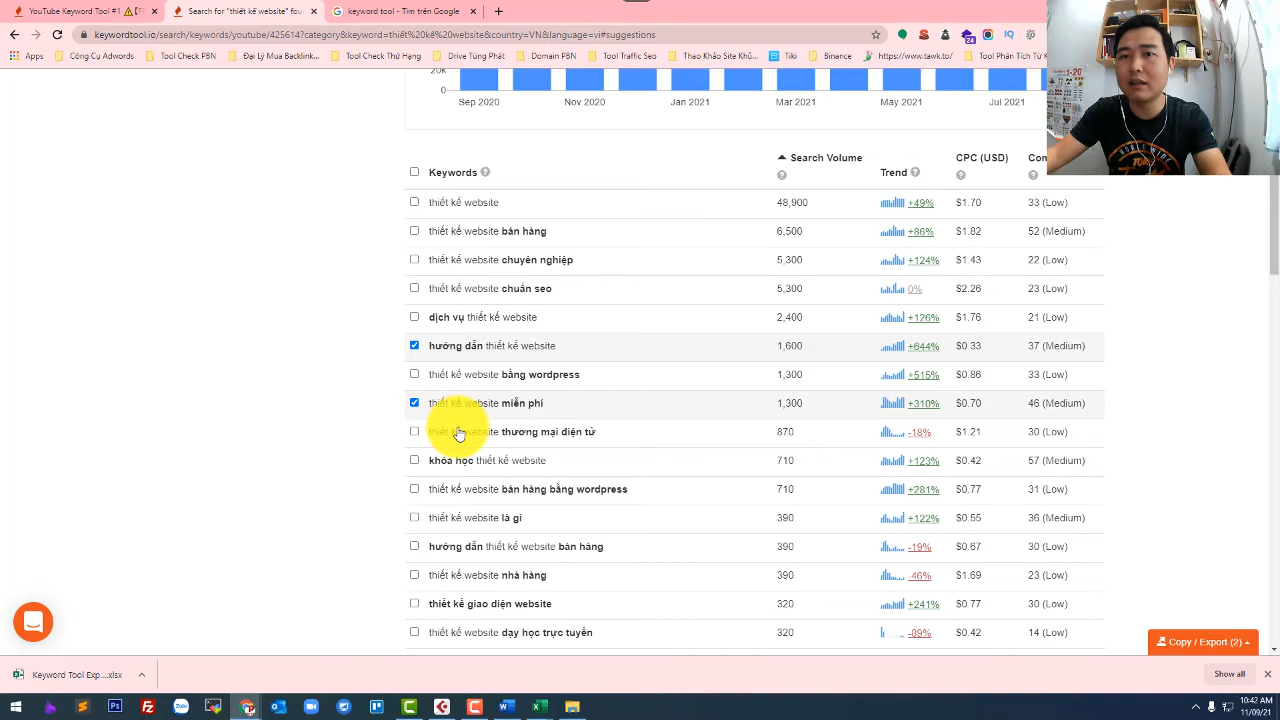 YouTube Keyword Tool #1
Search for "thiết kế website" fou
keyword tool - Tìm trên Google
keywordtool.io/search/keywords/youtube/425614?category=keywords&keyword=thiế
country=VN&language=vi#suggestions
Apps
Tool Check Từ Khóa
Đại Lý Mua Backlink...
Tool Check Thứ Hạng
Domain PBN
Tool Traffic Seo
Thao Khảo Site Khủ...
Tiki
Binance
https://www.tawk.to/
Tool Phân Tích K
20K
0
Sep 2020
Nov 2020
Jan 2021
Mar 2021
May 2021
Jul 2021
Keywords
Search Volume
Trend
CPC (USD)
Com
thiết kế website 48,900 +49% $1.70 33 (Low)
thiết kế website bán hàng 6,500 +86% $1.82 52 (Medium)
thiết kế website chuyên nghiệp 5,300 +124% $1.43 22 (Low)
thiết kế website chuẩn seo 5,300 0% $2.26 23 (Low)
dịch vụ thiết kế website 2,400 +126% $1.76 21 (Low)
hướng dẫn thiết kế website 1,600 +644% $0.33 37 (Medium)
thiết kế website bằng wordpress 1,300 +515% $0.86 33 (Low)
thiết kế website miễn phí 1,300 +310% $0.70 46 (Medium)
thiết kế website thương mại điện tử 870 -18% $1.21 30 (Low)
khóa học thiết kế website 710 +123% $0.42 57 (Medium)
thiết kế website bán hàng bằng wordpress 710 +281% $0.77 31 (Low)
thiết kế website là gì 390 +122% $0.55 36 (Medium)
hướng dẫn thiết kế website bán hàng 390 -19% $0.67 30 (Low)
thiết kế website nhà hàng 390 -46% $1.69 23 (Low)
thiết kế giao diện website 320 +241% $0.77 30 (Low)
thiết kế website dạy học trực tuyến 320 -89% $0.42 14 (Low)
Copy / Export (2)
Keyword Tool Exp....xlsx
Show all
10:42 AM
11/09/21